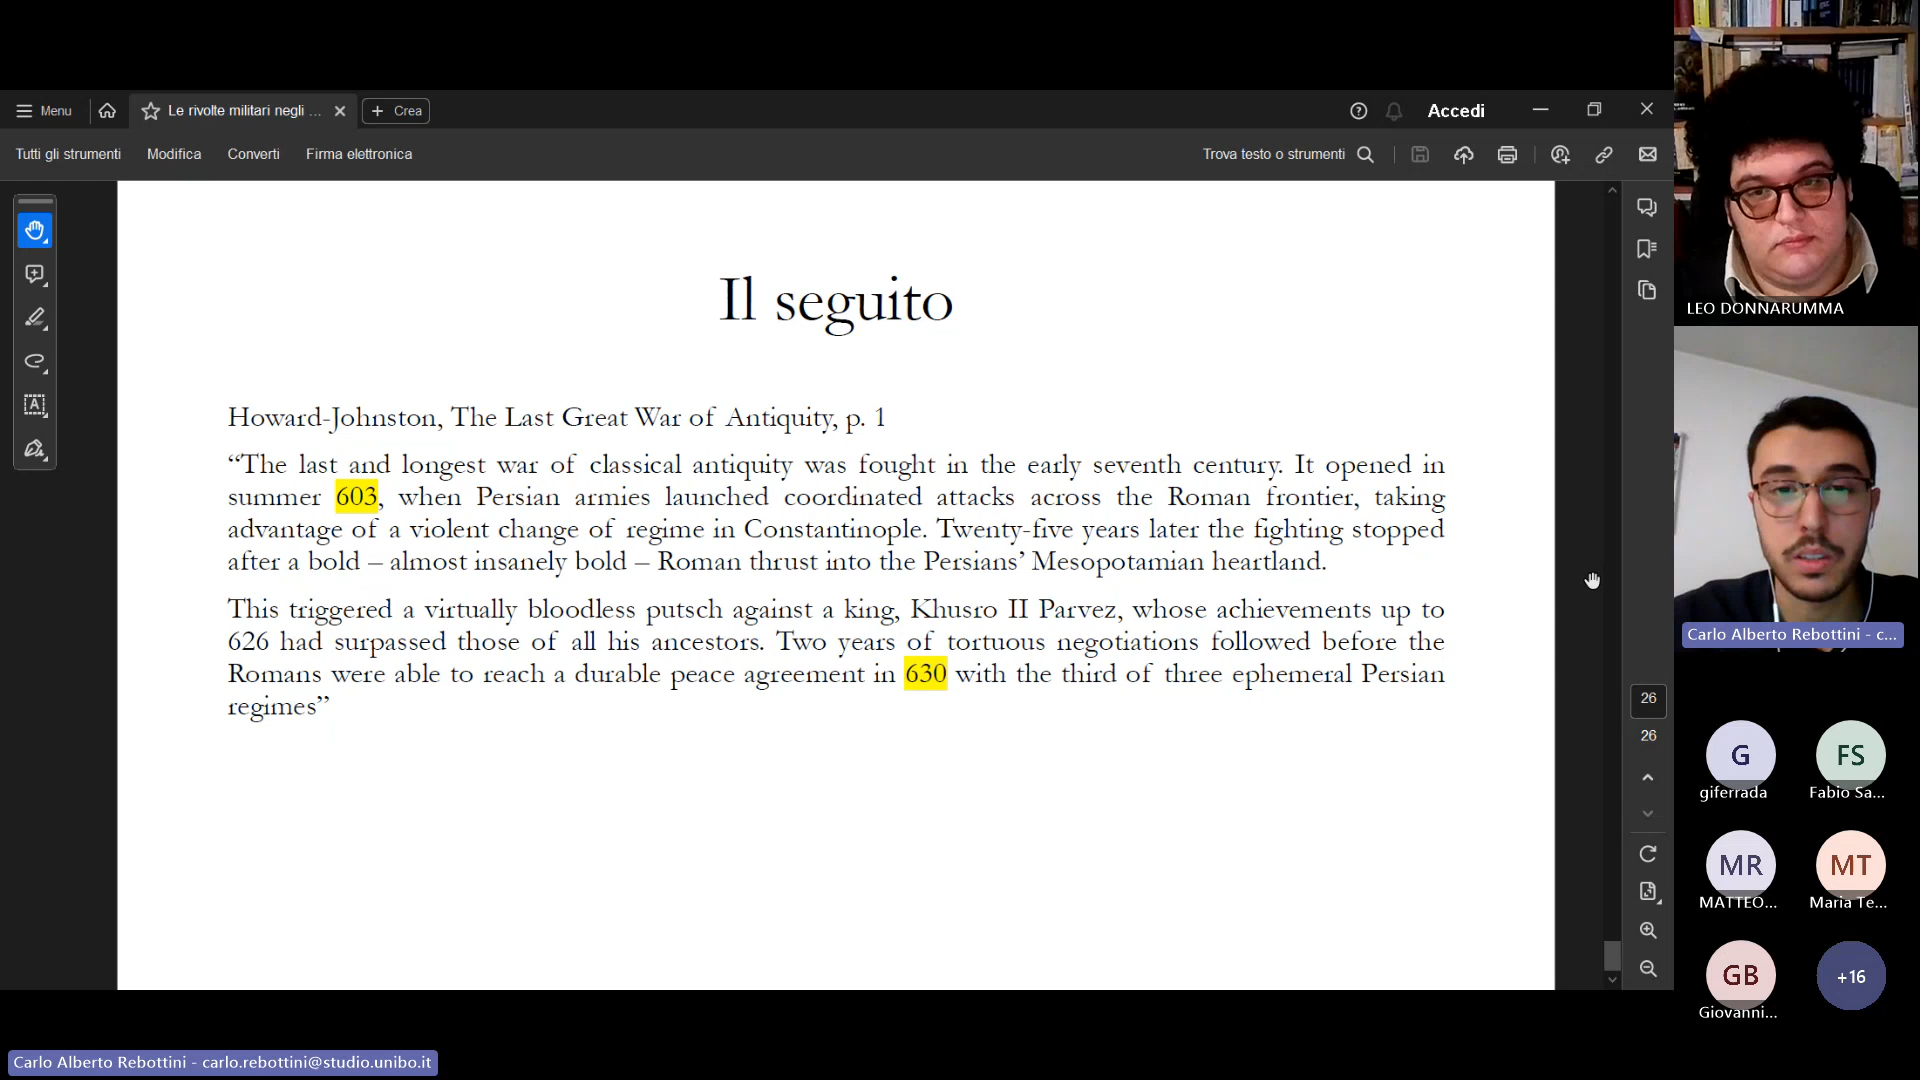 Menu
Le rivolte militari negli ...
Crea
Accedi
Tutti gli strumenti
Modifica
Converti
Firma elettronica
Trova testo o strumenti
Il seguito
Howard-Johnston, The Last Great War of Antiquity, p. 1
“The last and longest war of classical antiquity was fought in the early seventh century. It opened in
summer 603, when Persian armies launched coordinated attacks across the Roman frontier, taking
advantage of a violent change of regime in Constantinople. Twenty-five years later the fighting stopped
after a bold – almost insanely bold – Roman thrust into the Persians’ Mesopotamian heartland.
This triggered a virtually bloodless putsch against a king, Khusro II Parvez, whose achievements up to
626 had surpassed those of all his ancestors. Two years of tortuous negotiations followed before the
Romans were able to reach a durable peace agreement in 630 with the third of three ephemeral Persian
regimes”
26
26
LEO DONNARUMMA
Carlo Alberto Rebottini - c...
G
giferrada
FS
Fabio Sa...
MR
MATTEO...
MT
Maria Te...
GB
Giovanni...
+16
Carlo Alberto Rebottini - carlo.rebottini@studio.unibo.it